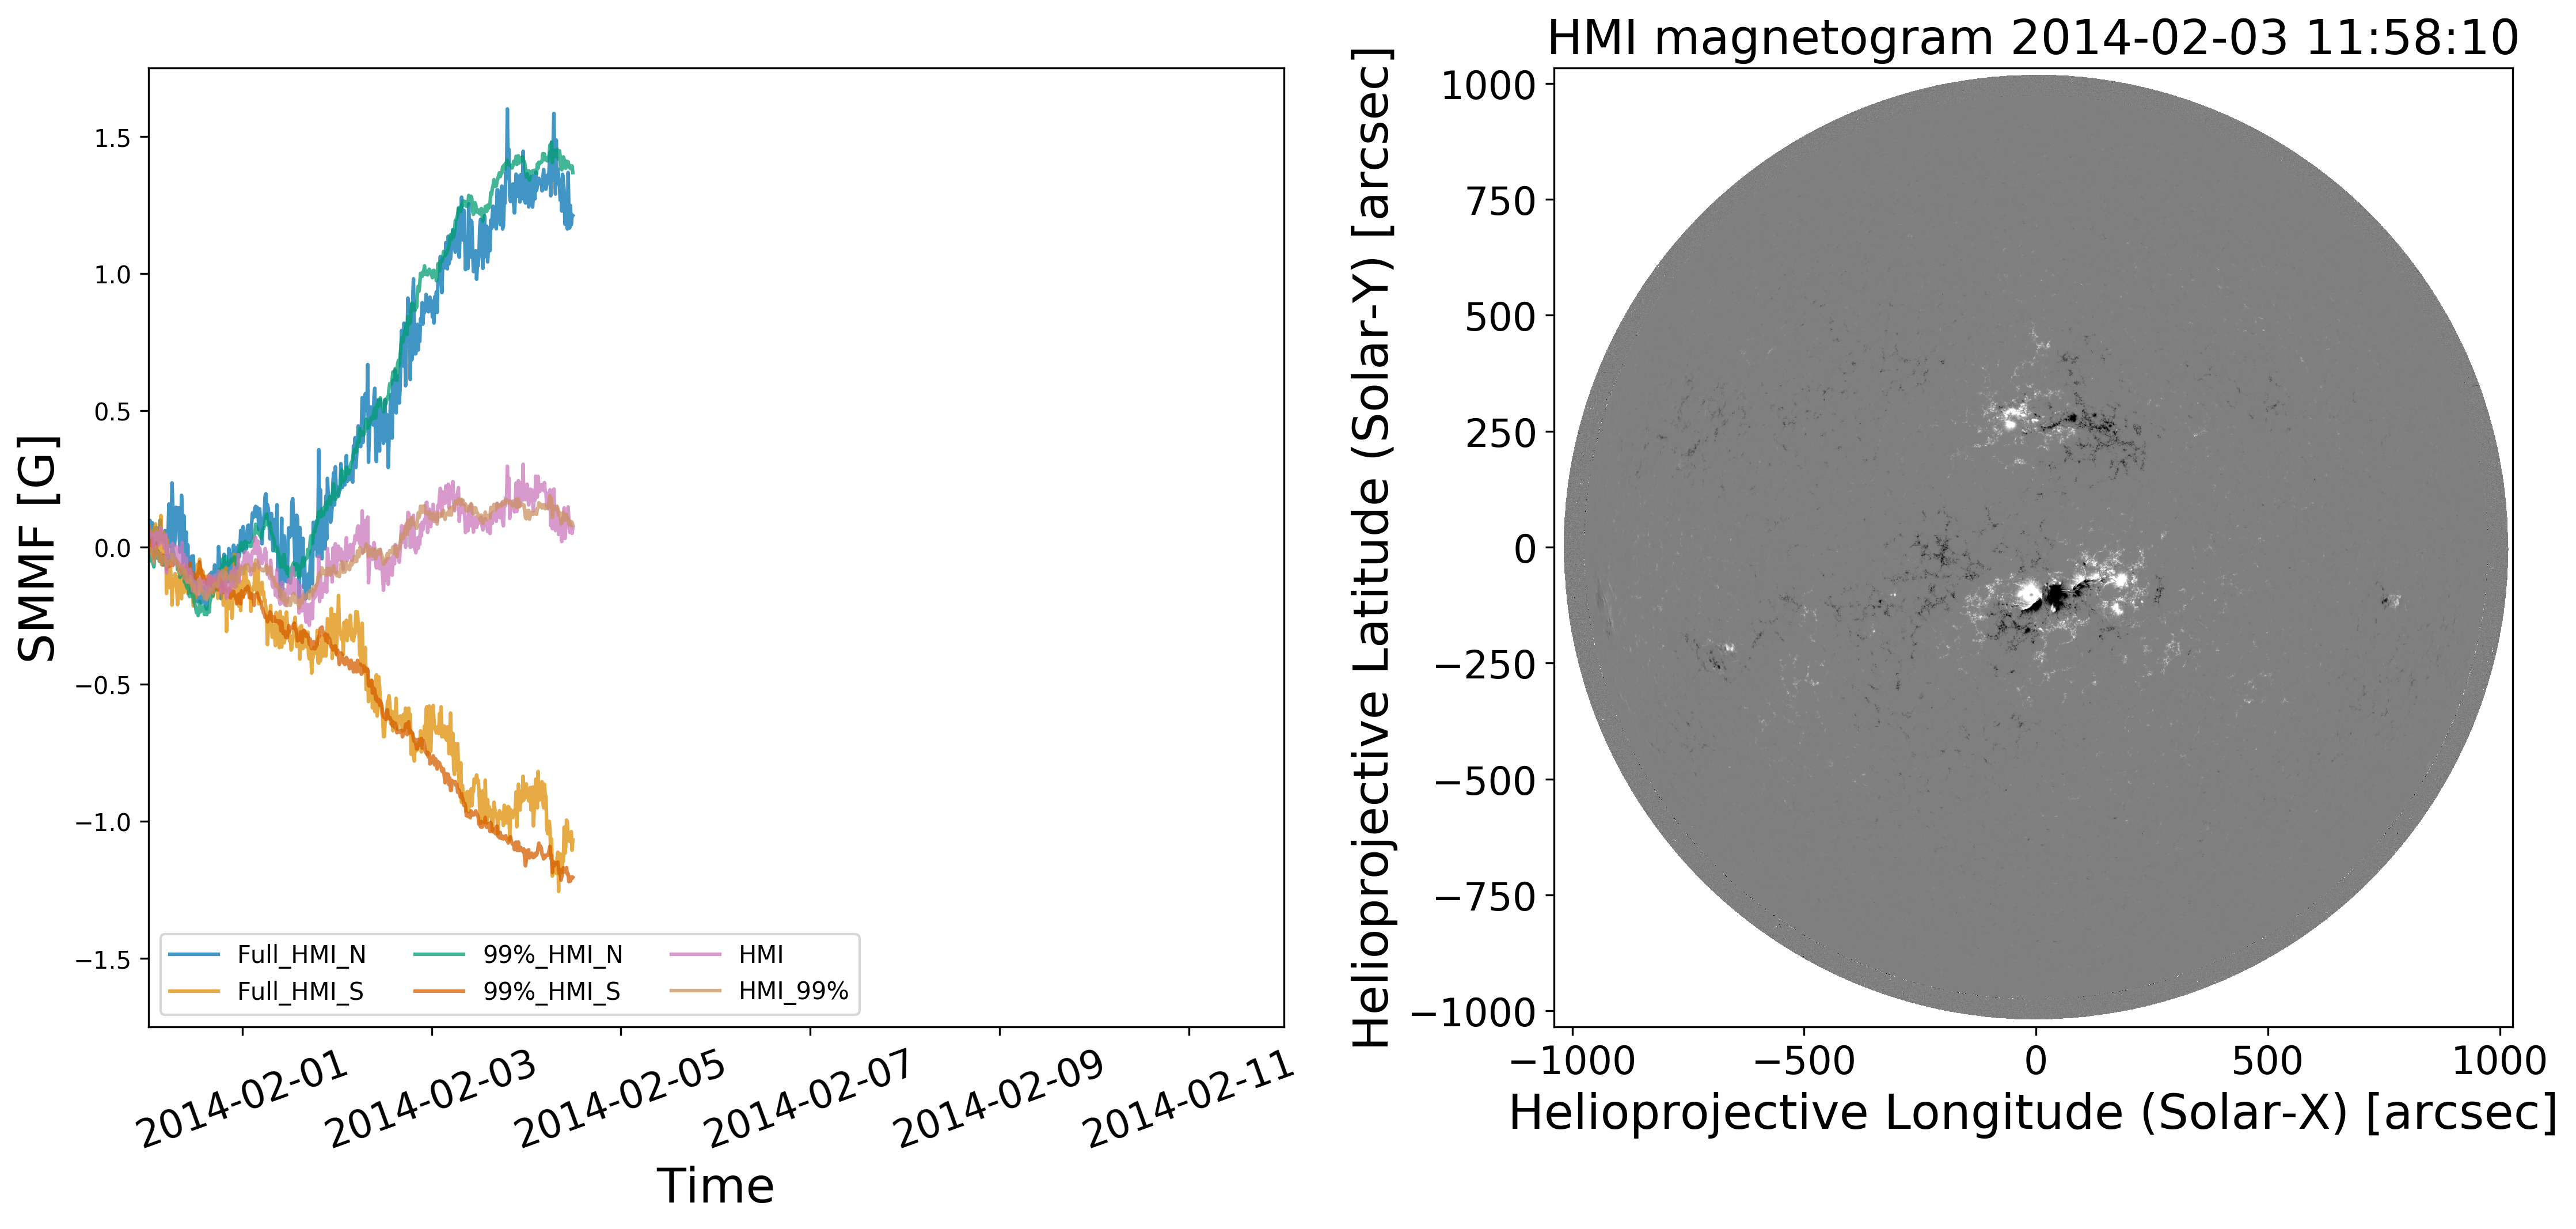 SMMF [G]
1.5
1.0
0.5
0.0
−0.5
−1.0
−1.5
Full_HMI_N
99%_HMI_N
HMI
Full_HMI_S
99%_HMI_S
HMI_99%
2014-02-01
2014-02-03
2014-02-05
2014-02-07
2014-02-09
2014-02-11
Time
HMI magnetogram 2014-02-03 11:58:10
Helioprojective Latitude (Solar-Y) [arcsec]
1000
750
500
250
0
−250
−500
−750
−1000
−1000
−500
0
500
1000
Helioprojective Longitude (Solar-X) [arcsec]